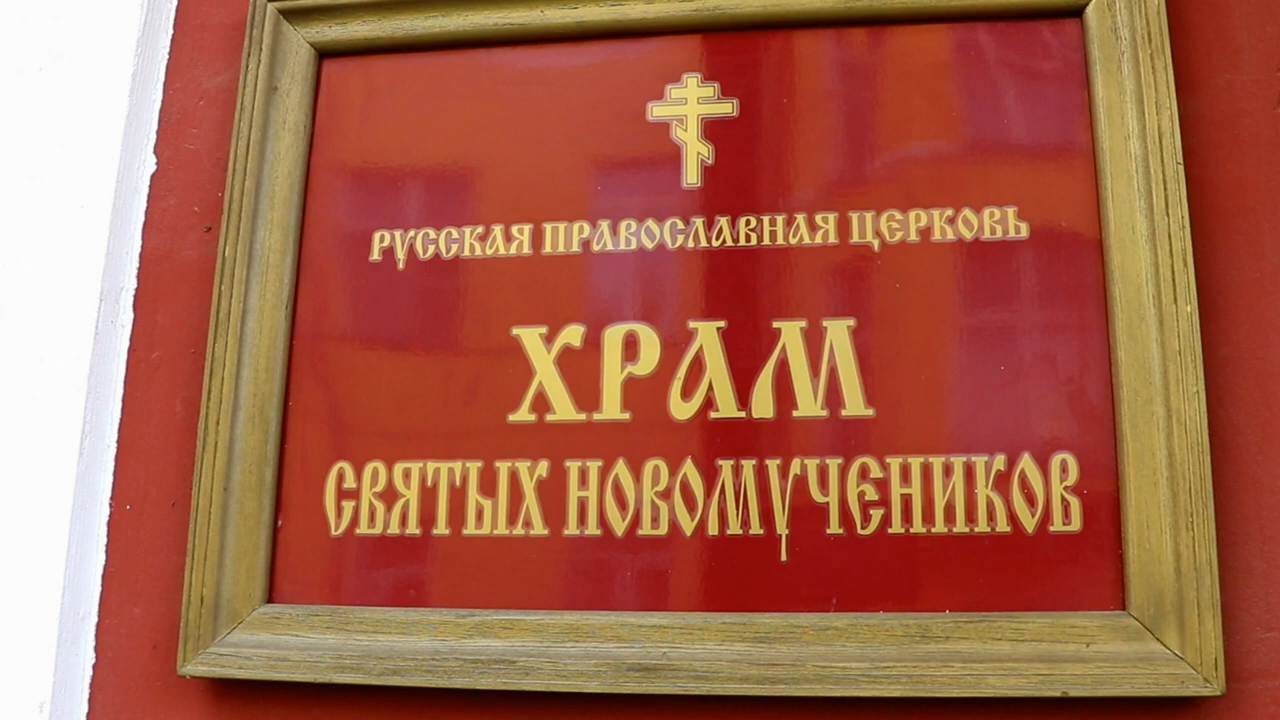 РУССКАЯ ПРАВОСЛАВНАЯ ЦЕРКОВЬ
ХРАМ
СВЯТЫХ НОВОМУЧЕНИКОВ